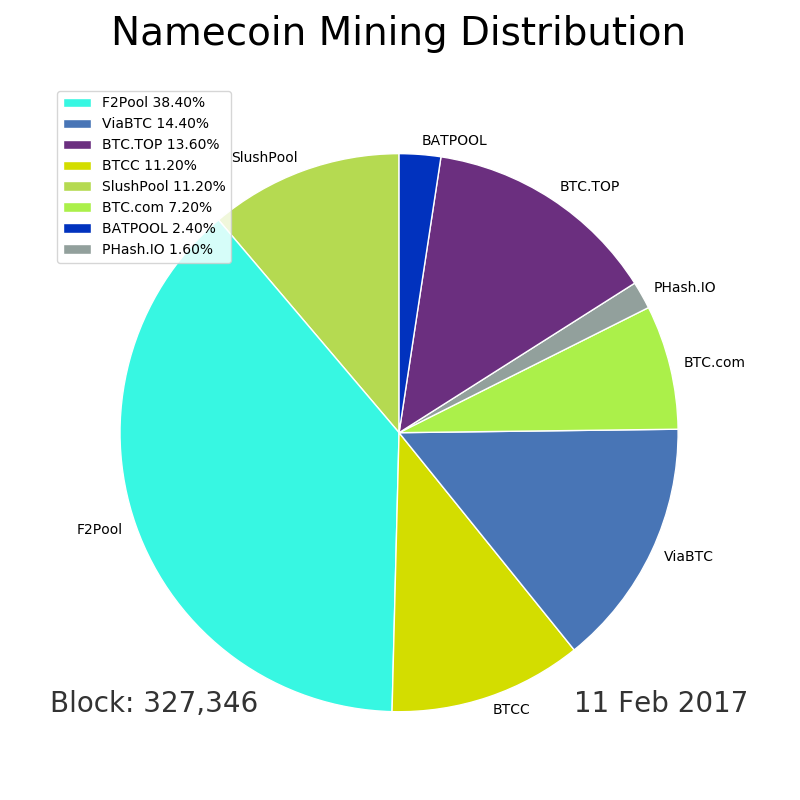 Namecoin Mining Distribution
F2Pool 38.40%
ViaBTC 14.40%
BTC.TOP 13.60%
BTCC 11.20%
SlushPool 11.20%
BTC.com 7.20%
BATPOOL 2.40%
PHash.IO 1.60%
BATPOOL
SlushPool
BTC.TOP
PHash.IO
BTC.com
F2Pool
ViaBTC
BTCC
Block: 327,346
11 Feb 2017